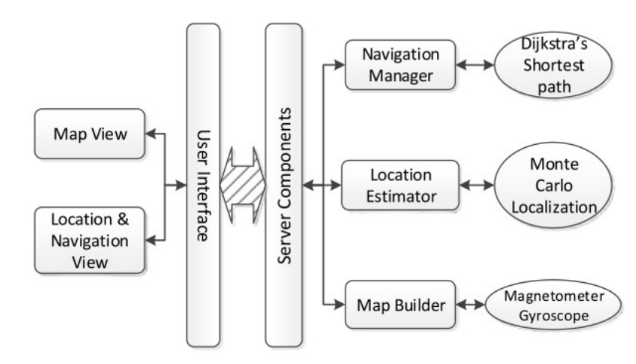 Map View
Location &
Navigation
View
User Interface
Server Components
Navigation
Manager
Dijkstra's
Shortest
path
Location
Estimator
Monte
Carlo
Localization
Map Builder
Magnetometer
Gyroscope